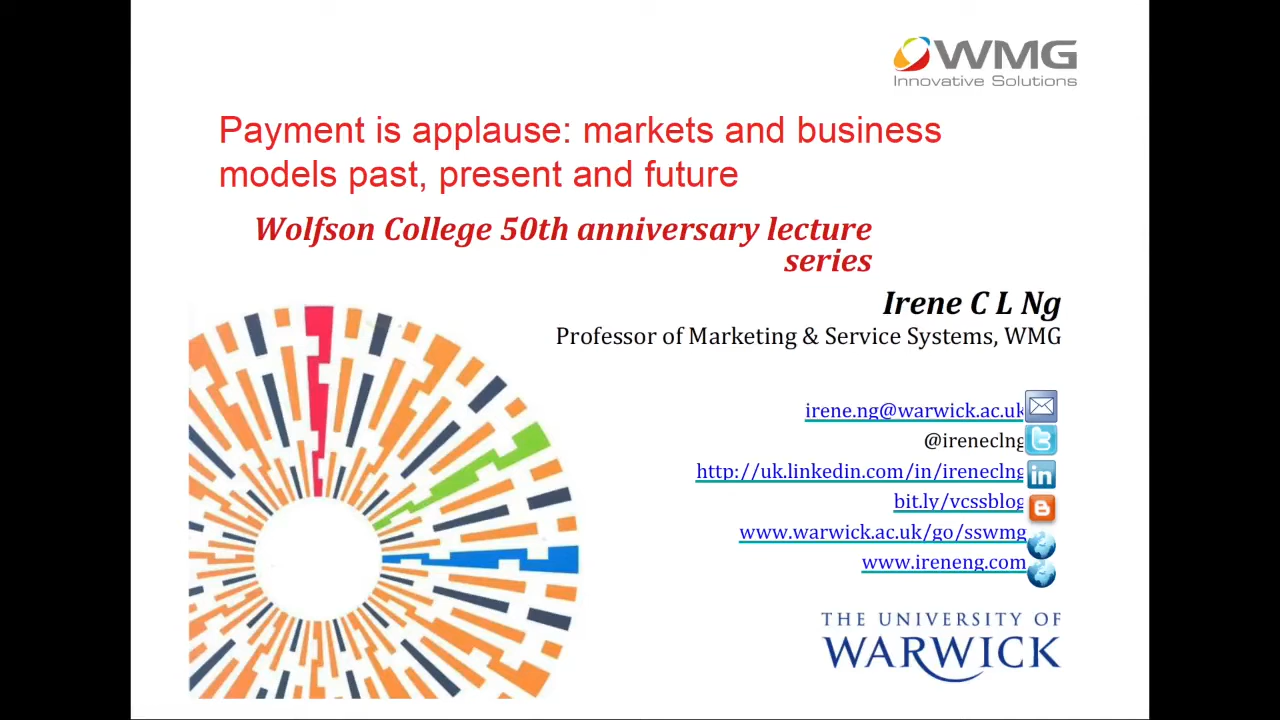 WMG
Innovative Solutions
Payment is applause: markets and business
models past, present and future
Wolfson College 50th anniversary lecture
series
Irene C L Ng
Professor of Marketing & Service Systems, WMG
irene.ng@warwick.ac.uk
@ireneclng
http://uk.linkedin.com/in/ireneclng
bit.ly/vcssblog
www.warwick.ac.uk/go/sswmg
www.ireneng.com
THE UNIVERSITY OF
WARWICK